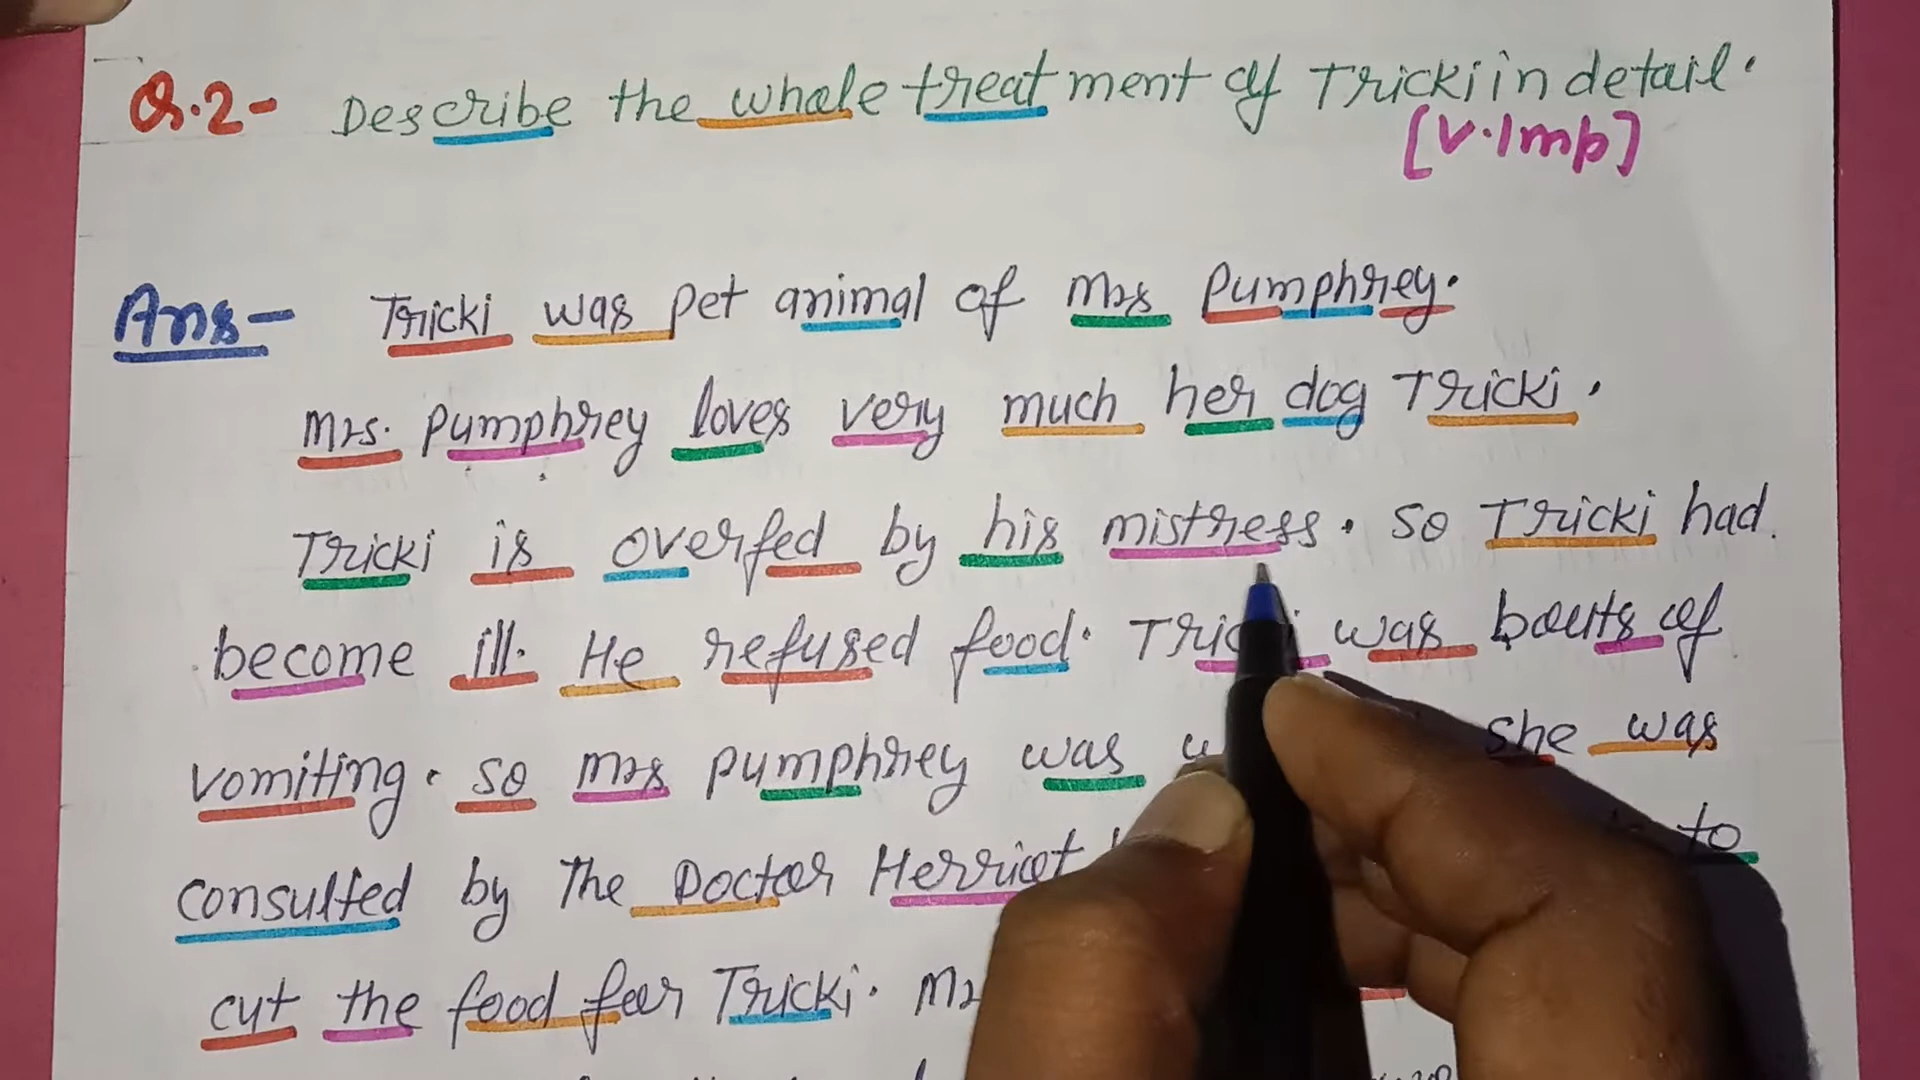 Q.2- Describe the whole treatment of Tricki in detail.
[V.Imp]
Ans- Tricki was pet animal of Mrs Pumphrey.
Mrs. Pumphrey loves very much her dog Tricki.
Tricki is overfed by his mistress. So Tricki had
become ill. He refused food. Tricki was bouts of
vomiting. So Mrs Pumphrey was she was
consulted by The Doctor Herriot to
cut the food for Tricki.